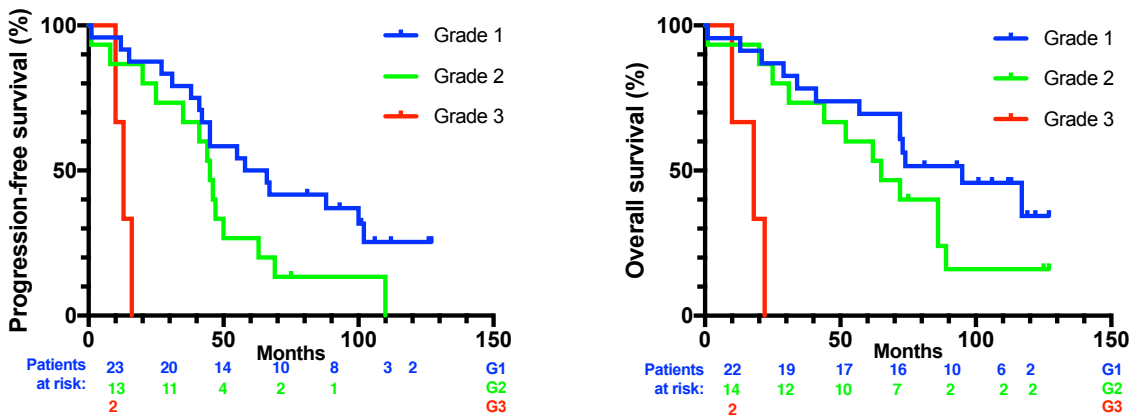 Progression-free survival (%)
100
50
0
0 50 100 150
Months
Grade 1
Grade 2
Grade 3
Patients at risk:
23 20 14 10 8 3 2 G1
13 11 4 2 1 G2
2 G3
Overall survival (%)
100
50
0
0 50 100 150
Months
Grade 1
Grade 2
Grade 3
Patients at risk:
22 19 17 16 10 6 2 G1
14 12 10 7 2 2 2 G2
2 G3